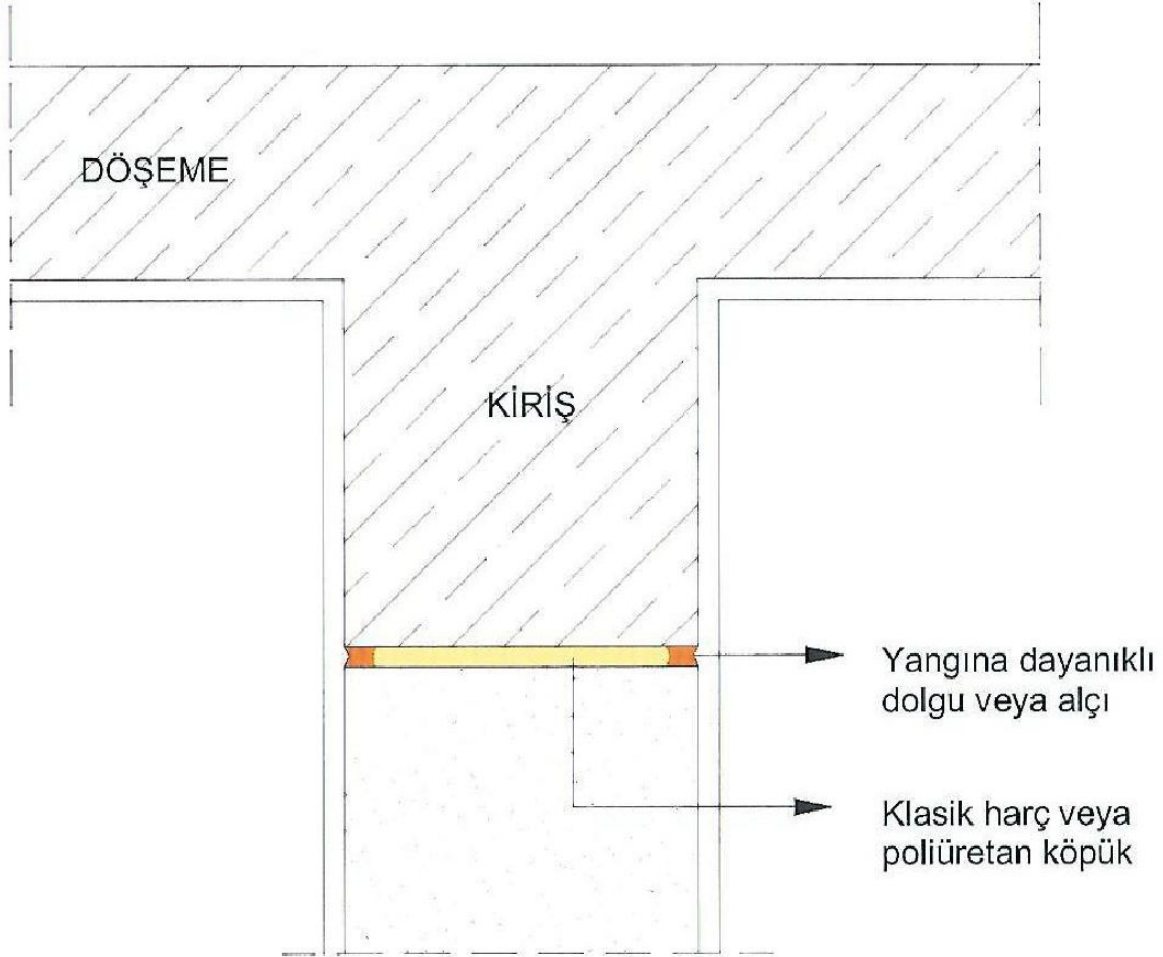 DÖŞEME
KİRİŞ
Yangına dayanıklı
dolgu veya alçı
Klasik harç veya
poliüretan köpük